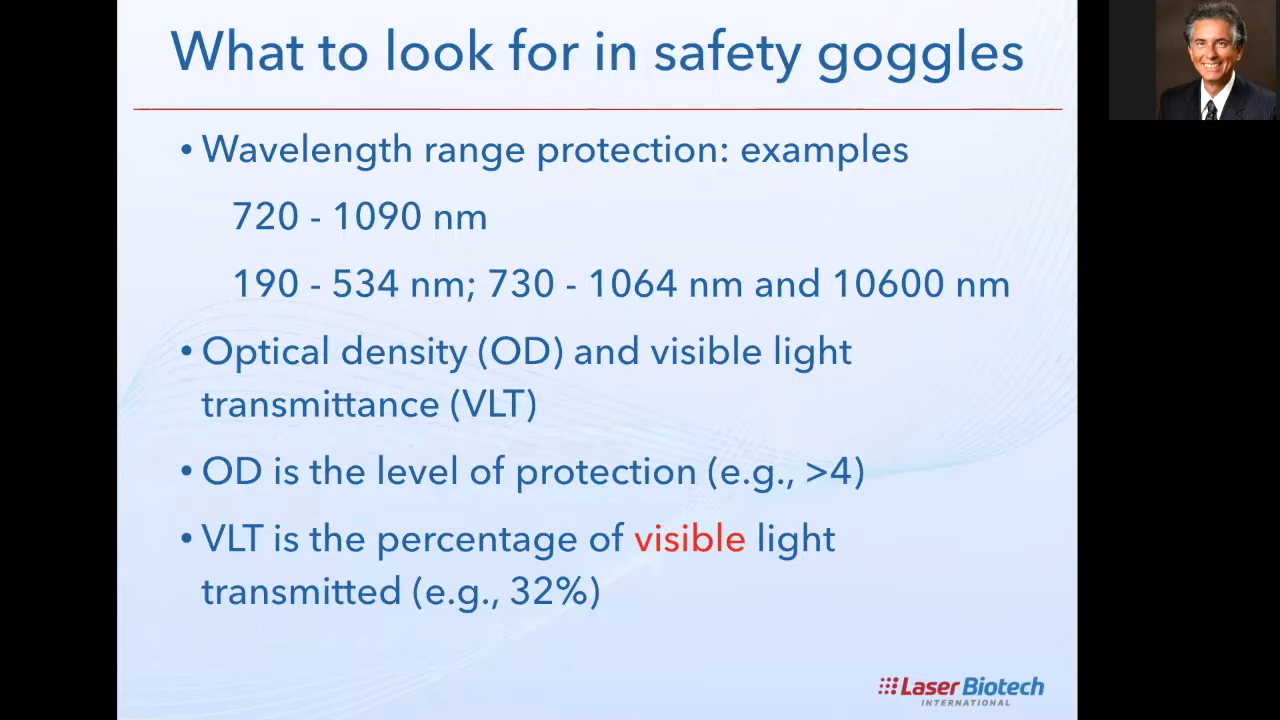 What to look for in safety goggles
• Wavelength range protection: examples
720 - 1090 nm
190 - 534 nm; 730 - 1064 nm and 10600 nm
• Optical density (OD) and visible light
transmittance (VLT)
• OD is the level of protection (e.g., >4)
• VLT is the percentage of visible light
transmitted (e.g., 32%)
Laser Biotech
INTERNATIONAL